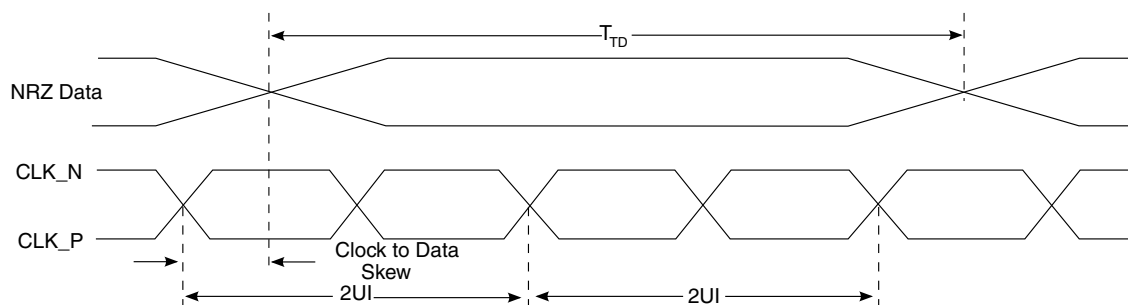 T_TD
NRZ Data
CLK_N
CLK_P
Clock to Data
Skew
2UI
2UI